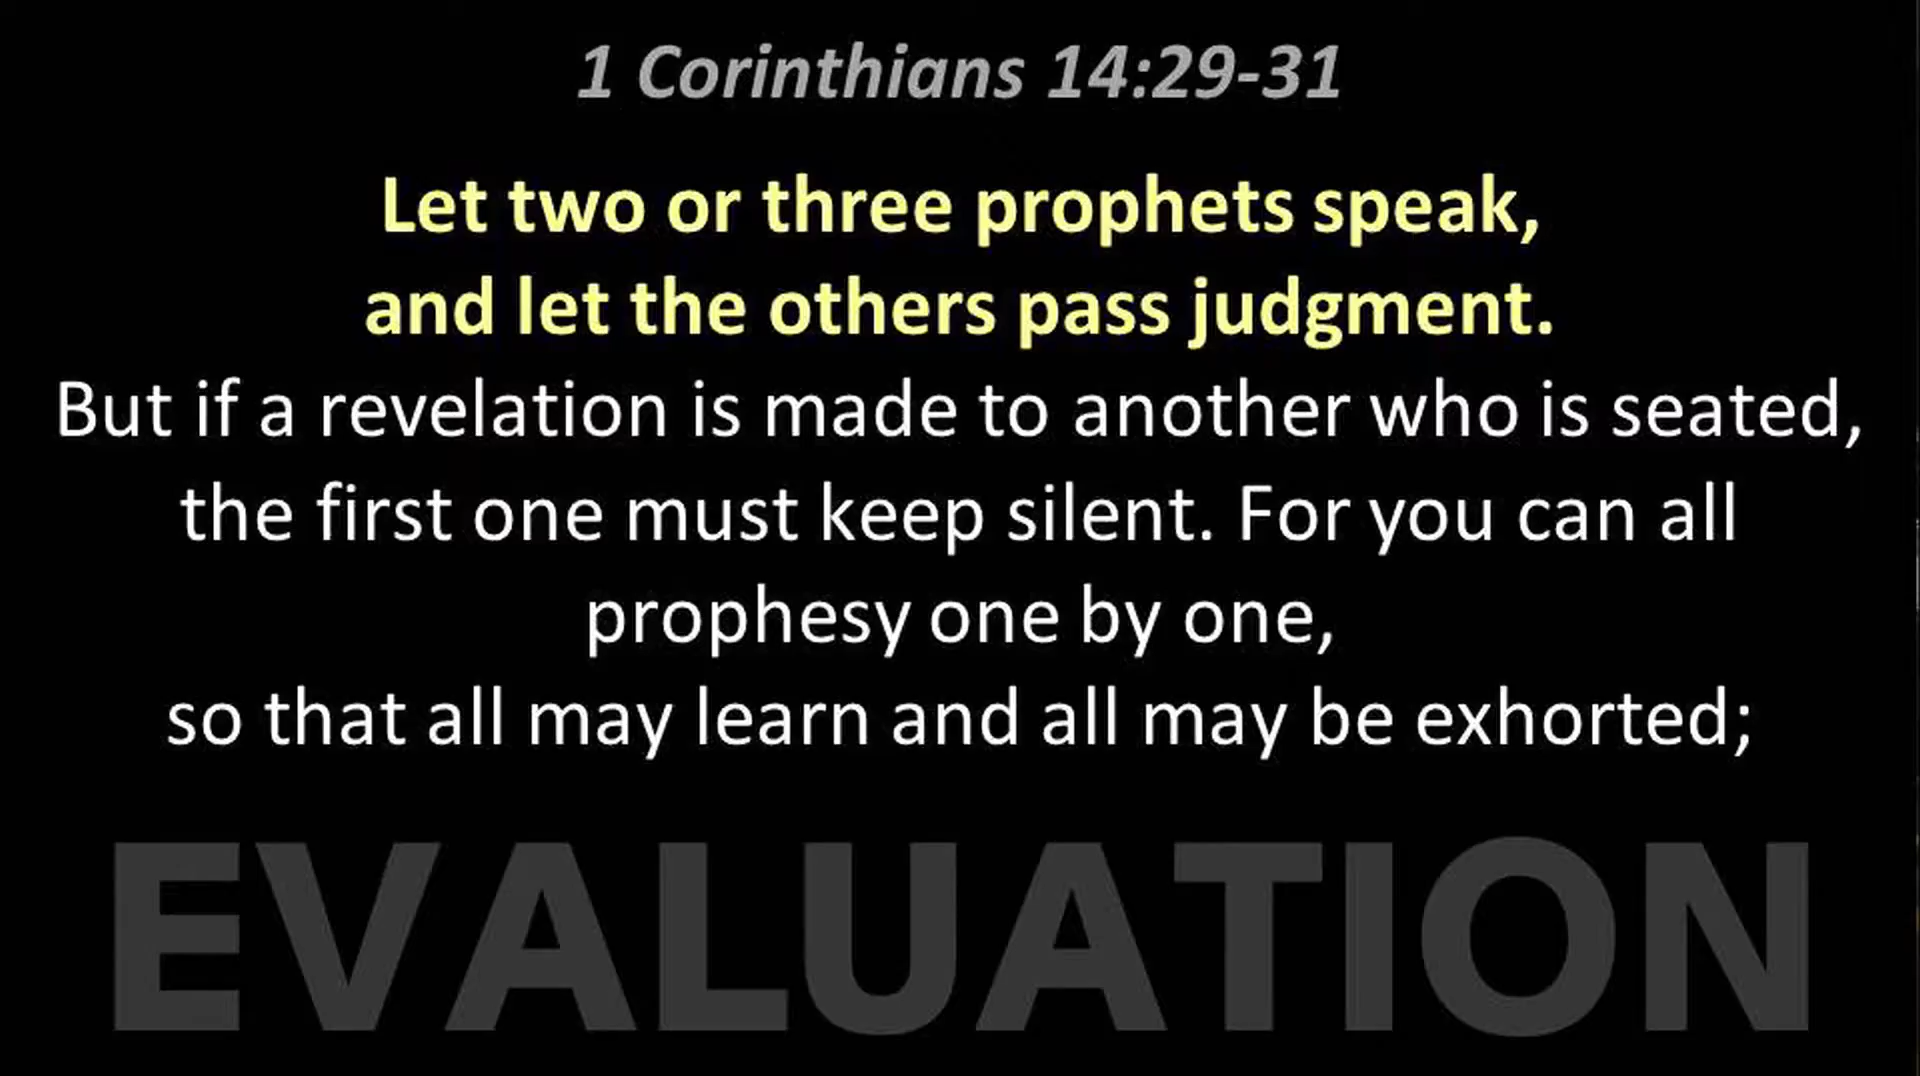 1 Corinthians 14:29-31
Let two or three prophets speak,
and let the others pass judgment.
But if a revelation is made to another who is seated,
the first one must keep silent. For you can all
prophesy one by one,
so that all may learn and all may be exhorted;
EVALUATION